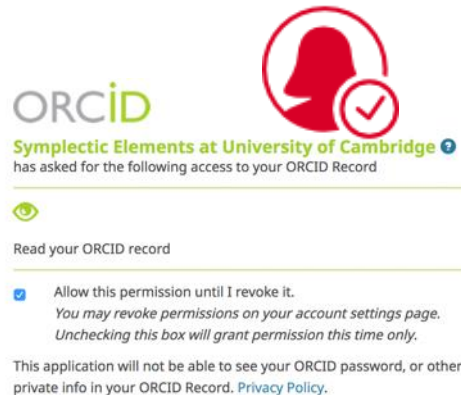 ORCID
Symplectic Elements at University of Cambridge ?
has asked for the following access to your ORCID Record
Read your ORCID record
Allow this permission until I revoke it.
You may revoke permissions on your account settings page.
Unchecking this box will grant permission this time only.
This application will not be able to see your ORCID password, or other
private info in your ORCID Record. Privacy Policy.